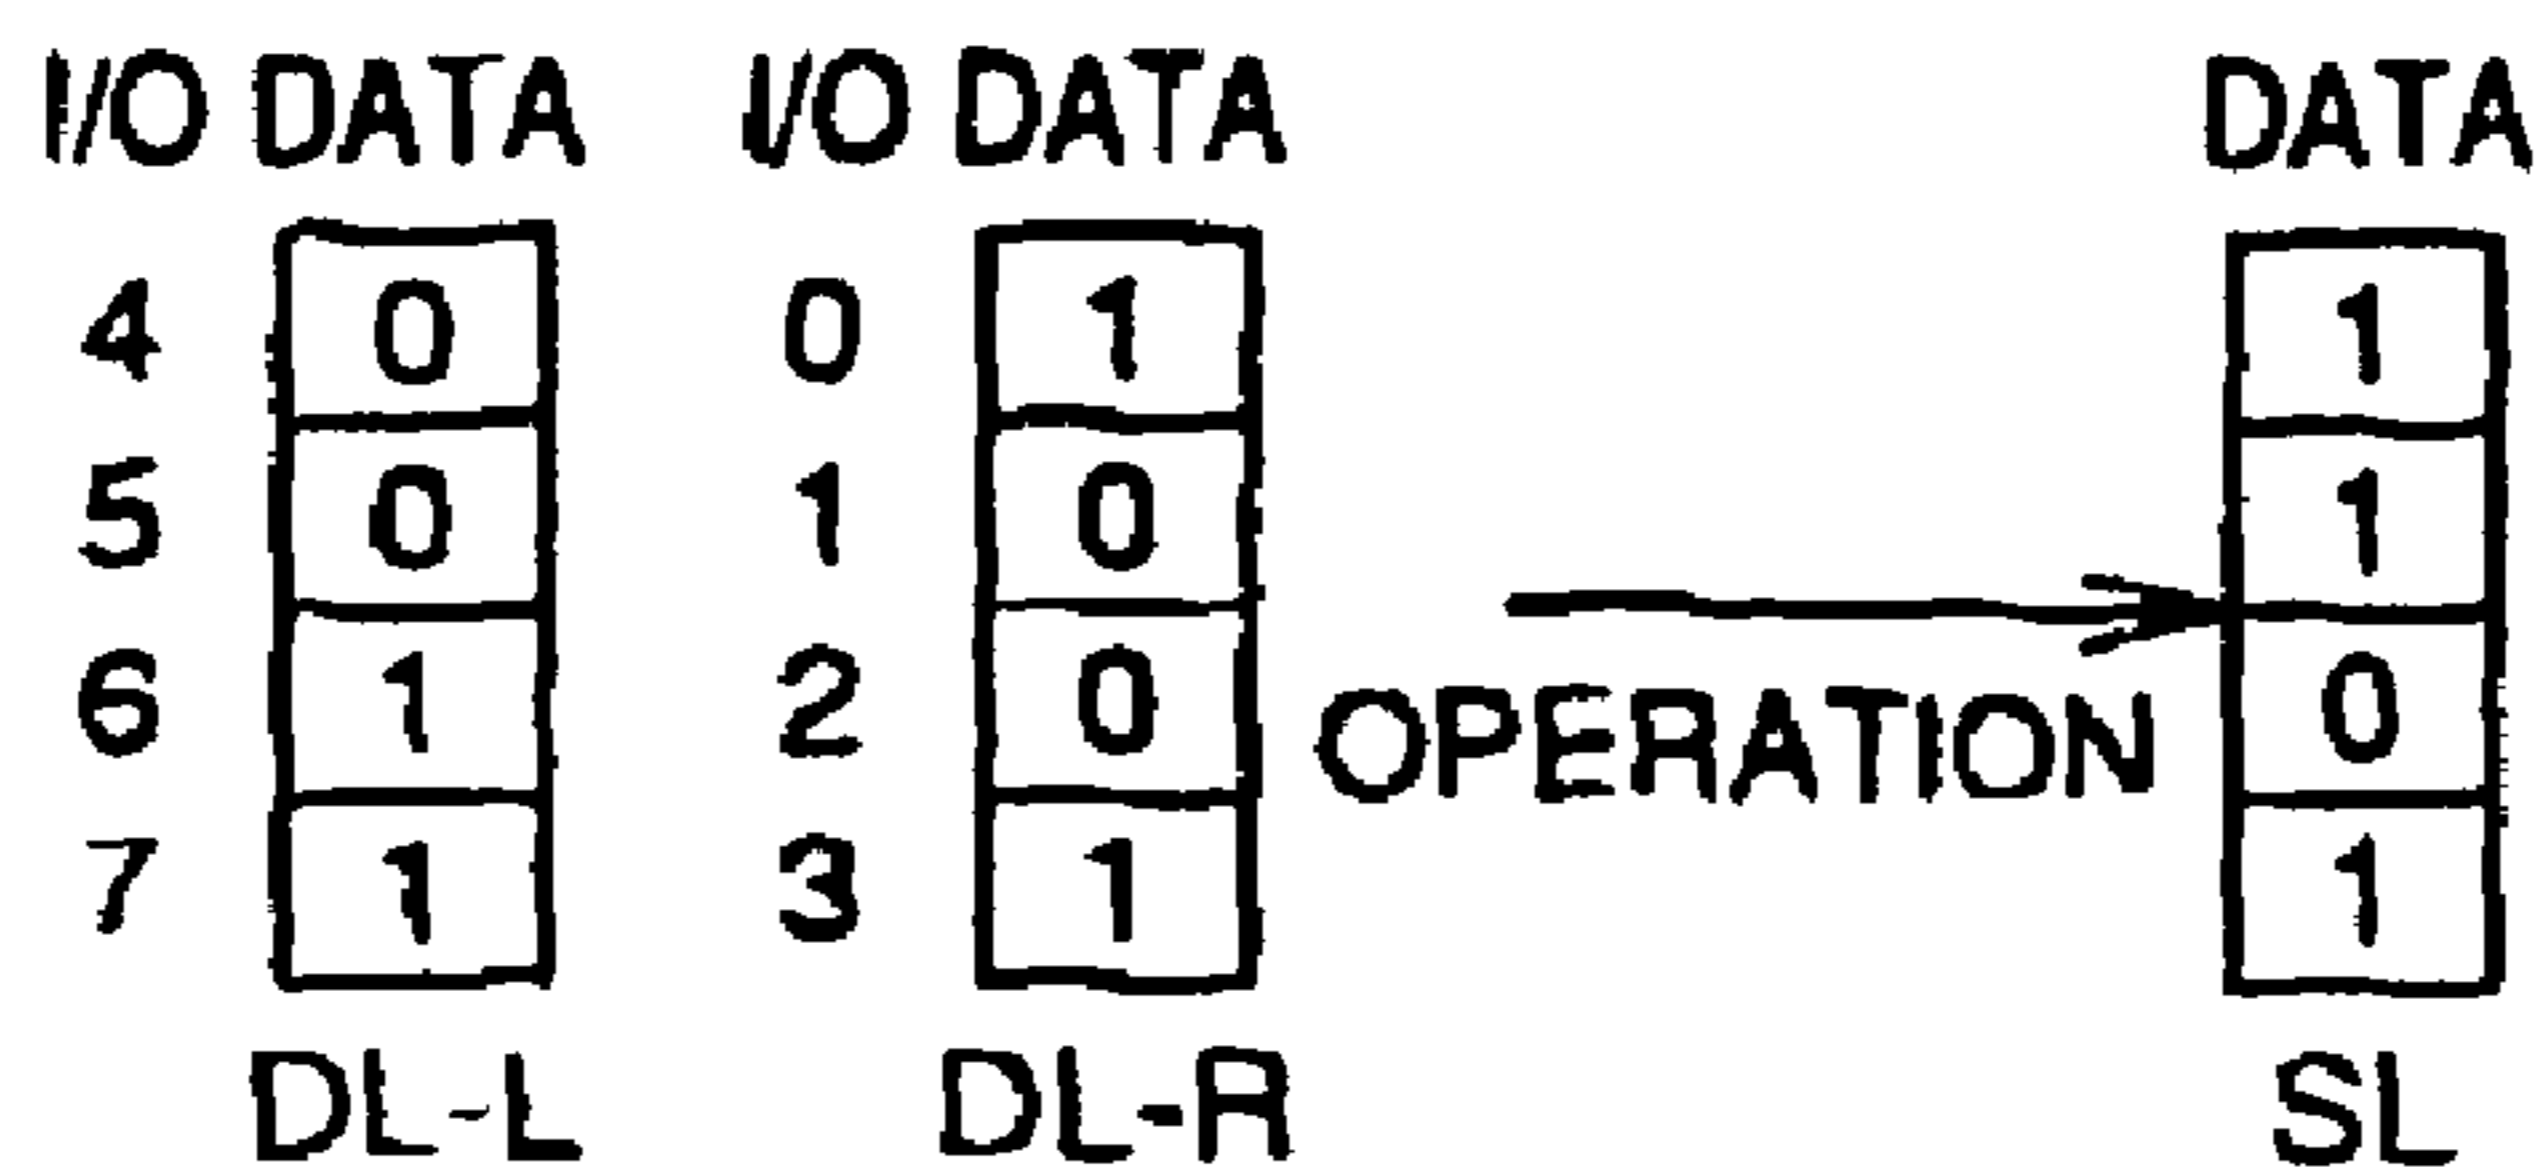 I/O DATA I/O DATA DATA
4 0 0 1 1
5 0 1 0 1
6 1 2 0 0
OPERATION
7 1 3 1 1
DL-L DL-R SL